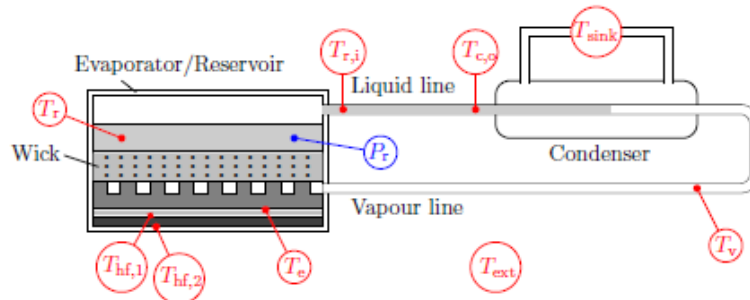 T_sink
T_r,i
T_c,o
Evaporator/Reservoir
Liquid line
T_r
P_r
Wick
Condenser
Vapour line
T_hf,1
T_hf,2
T_e
T_ext
T_v